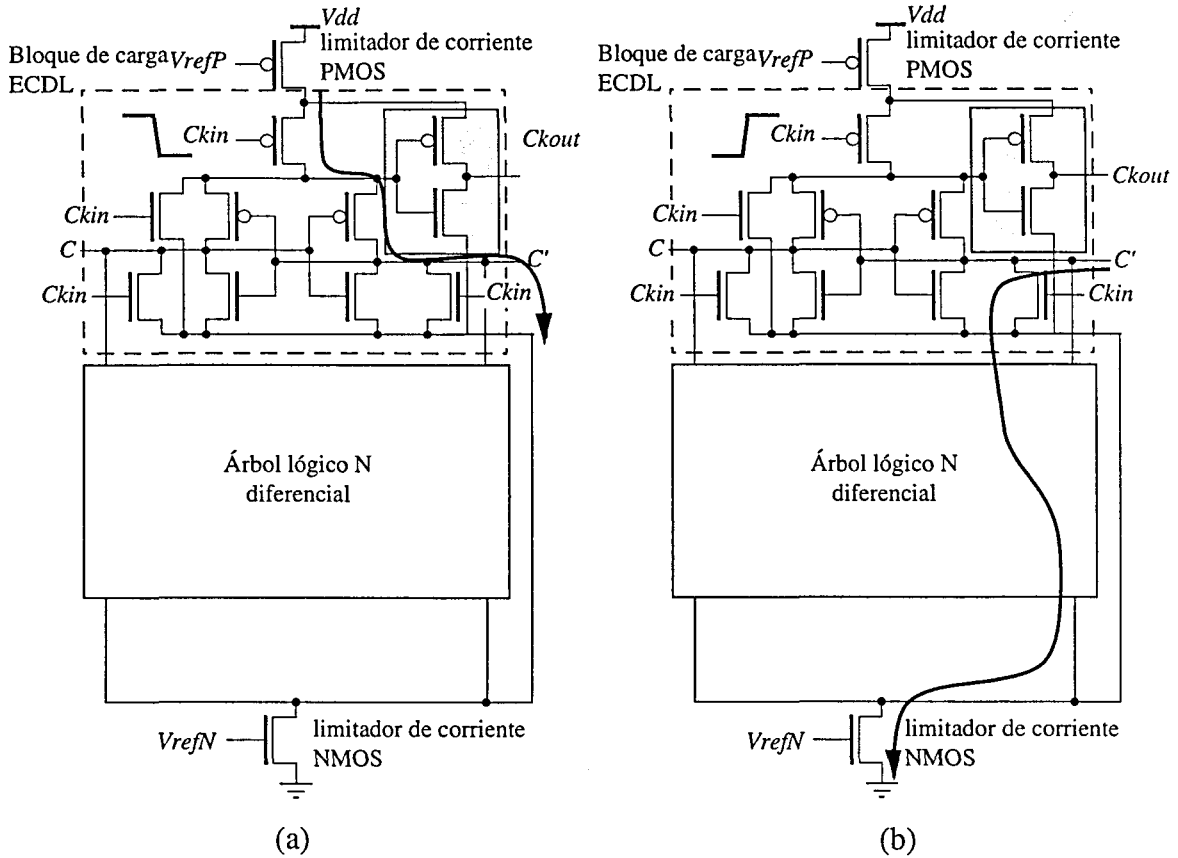 Vdd
limitador de corriente
PMOS
Bloque de carga
ECDL
VrefP
Ckin
Ckout
Ckin
C
C'
Ckin
Ckin
Árbol lógico N
diferencial
VrefN
limitador de corriente
NMOS
(a)
Vdd
limitador de corriente
PMOS
Bloque de carga
ECDL
VrefP
Ckin
Ckout
Ckin
C
C'
Ckin
Ckin
Árbol lógico N
diferencial
VrefN
limitador de corriente
NMOS
(b)